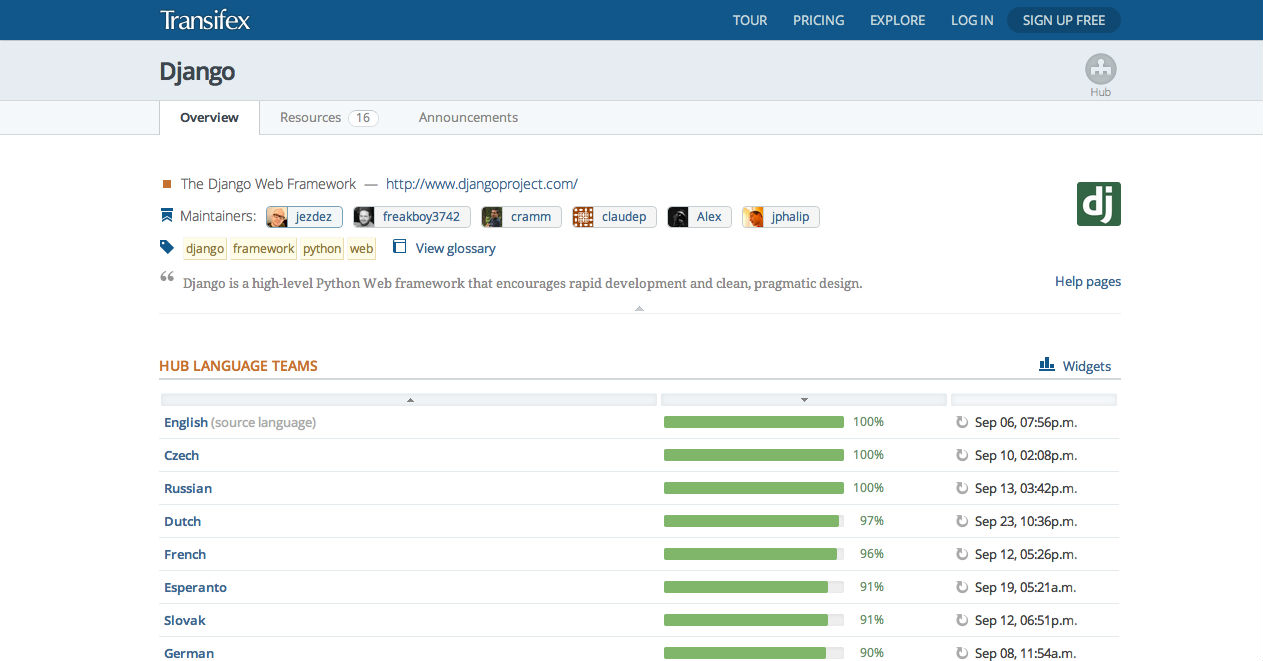 Transifex TOUR PRICING EXPLORE LOG IN SIGN UP FREE
Django
Hub
Overview Resources 16 Announcements
The Django Web Framework — http://www.djangoproject.com/
dj
Maintainers: jezdez freakboy3742 cramm claudep Alex jphalip
django framework python web View glossary
“ Django is a high-level Python Web framework that encourages rapid development and clean, pragmatic design.
Help pages
HUB LANGUAGE TEAMS Widgets
English (source language) 100% Sep 06, 07:56p.m.
Czech 100% Sep 10, 02:08p.m.
Russian 100% Sep 13, 03:42p.m.
Dutch 97% Sep 23, 10:36p.m.
French 96% Sep 12, 05:26p.m.
Esperanto 91% Sep 19, 05:21a.m.
Slovak 91% Sep 12, 06:51p.m.
German 90% Sep 08, 11:54a.m.